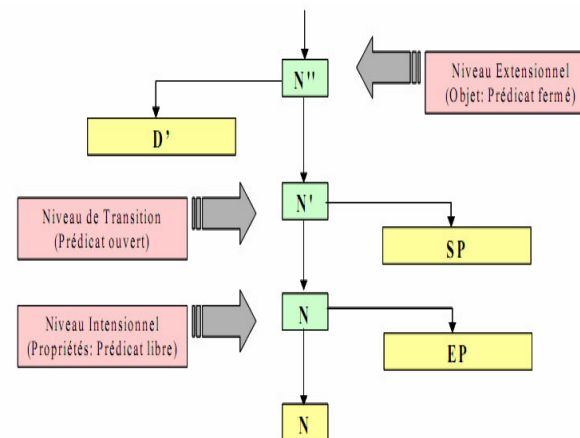 N''
Niveau Extensionnel
(Objet: Prédicat fermé)
D'
Niveau de Transition
(Prédicat ouvert)
N'
SP
Niveau Intensionnel
(Propriétés: Prédicat libre)
N
EP
N